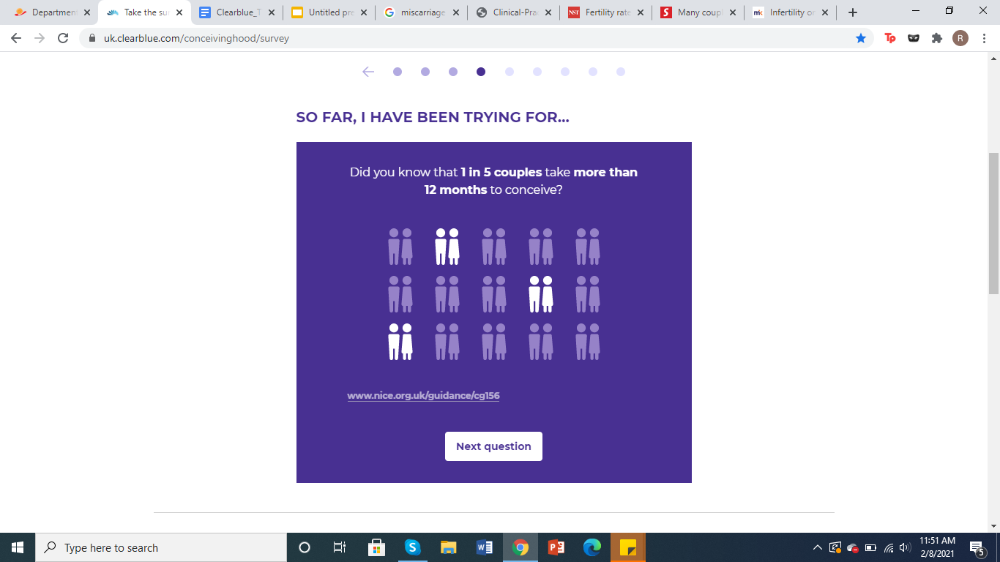 Department
Take the su
Clearblue_T
Untitled pre
miscarriage
Clinical-Pra
Fertility rate
Many coupl
Infertility or
uk.clearblue.com/conceivinghood/survey
R
SO FAR, I HAVE BEEN TRYING FOR...
Did you know that 1 in 5 couples take more than
12 months to conceive?
www.nice.org.uk/guidance/cg156
Next question
Type here to search
11:51 AM
2/8/2021
5